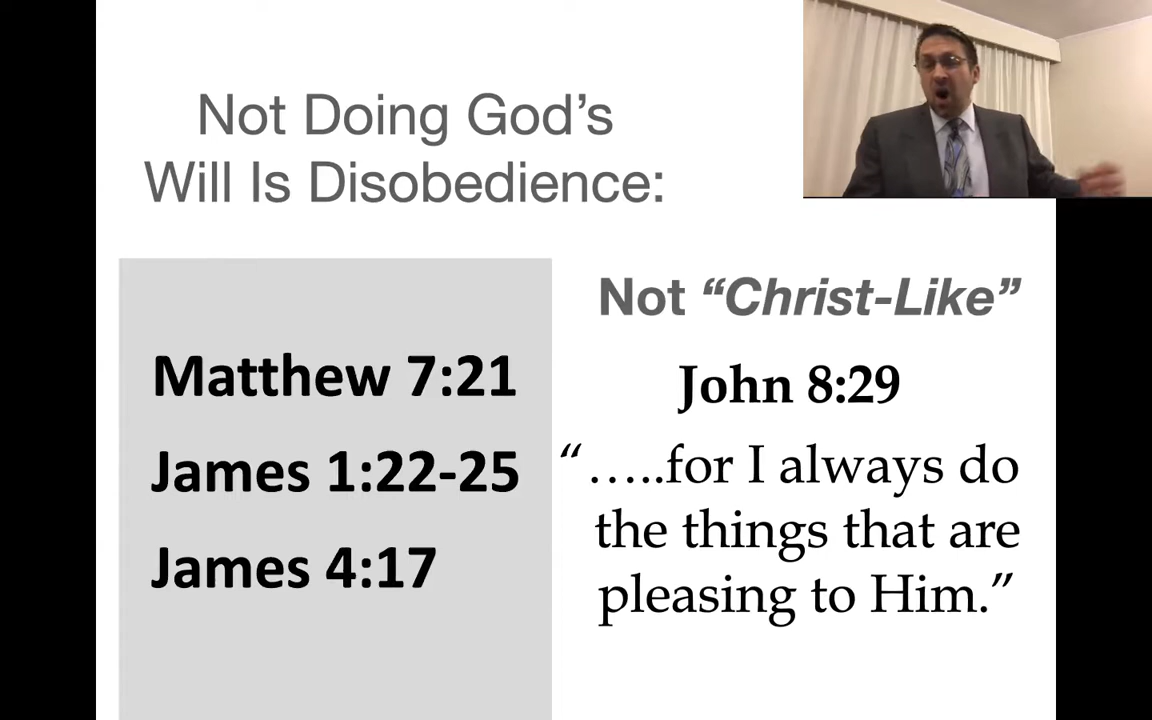 Not Doing God’s
Will Is Disobedience:
Matthew 7:21
James 1:22-25
James 4:17
Not “Christ-Like”
John 8:29
“…..for I always do
the things that are
pleasing to Him.”